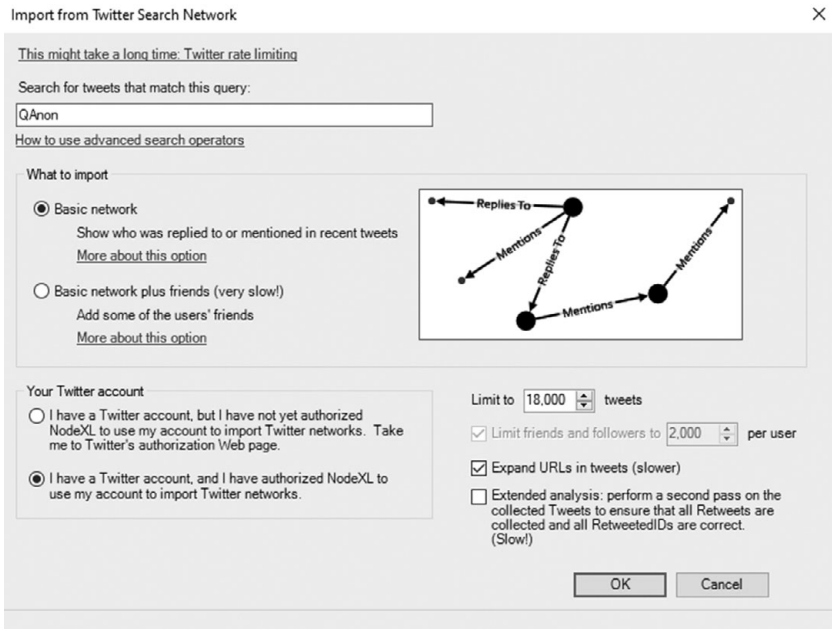 Import from Twitter Search Network
This might take a long time: Twitter rate limiting
Search for tweets that match this query:
QAnon
How to use advanced search operators
What to import
Basic network
Show who was replied to or mentioned in recent tweets
More about this option
Basic network plus friends (very slow!)
Add some of the users' friends
More about this option
Replies To
Mentions
Replies To
Mentions
Mentions
Your Twitter account
I have a Twitter account, but I have not yet authorized
NodeXL to use my account to import Twitter networks. Take
me to Twitter's authorization Web page.
I have a Twitter account, and I have authorized NodeXL to
use my account to import Twitter networks.
Limit to 18,000 tweets
Limit friends and followers to 2,000 per user
Expand URLs in tweets (slower)
Extended analysis: perform a second pass on the
collected Tweets to ensure that all Retweets are
collected and all RetweetedIDs are correct.
(Slow!)
OK Cancel